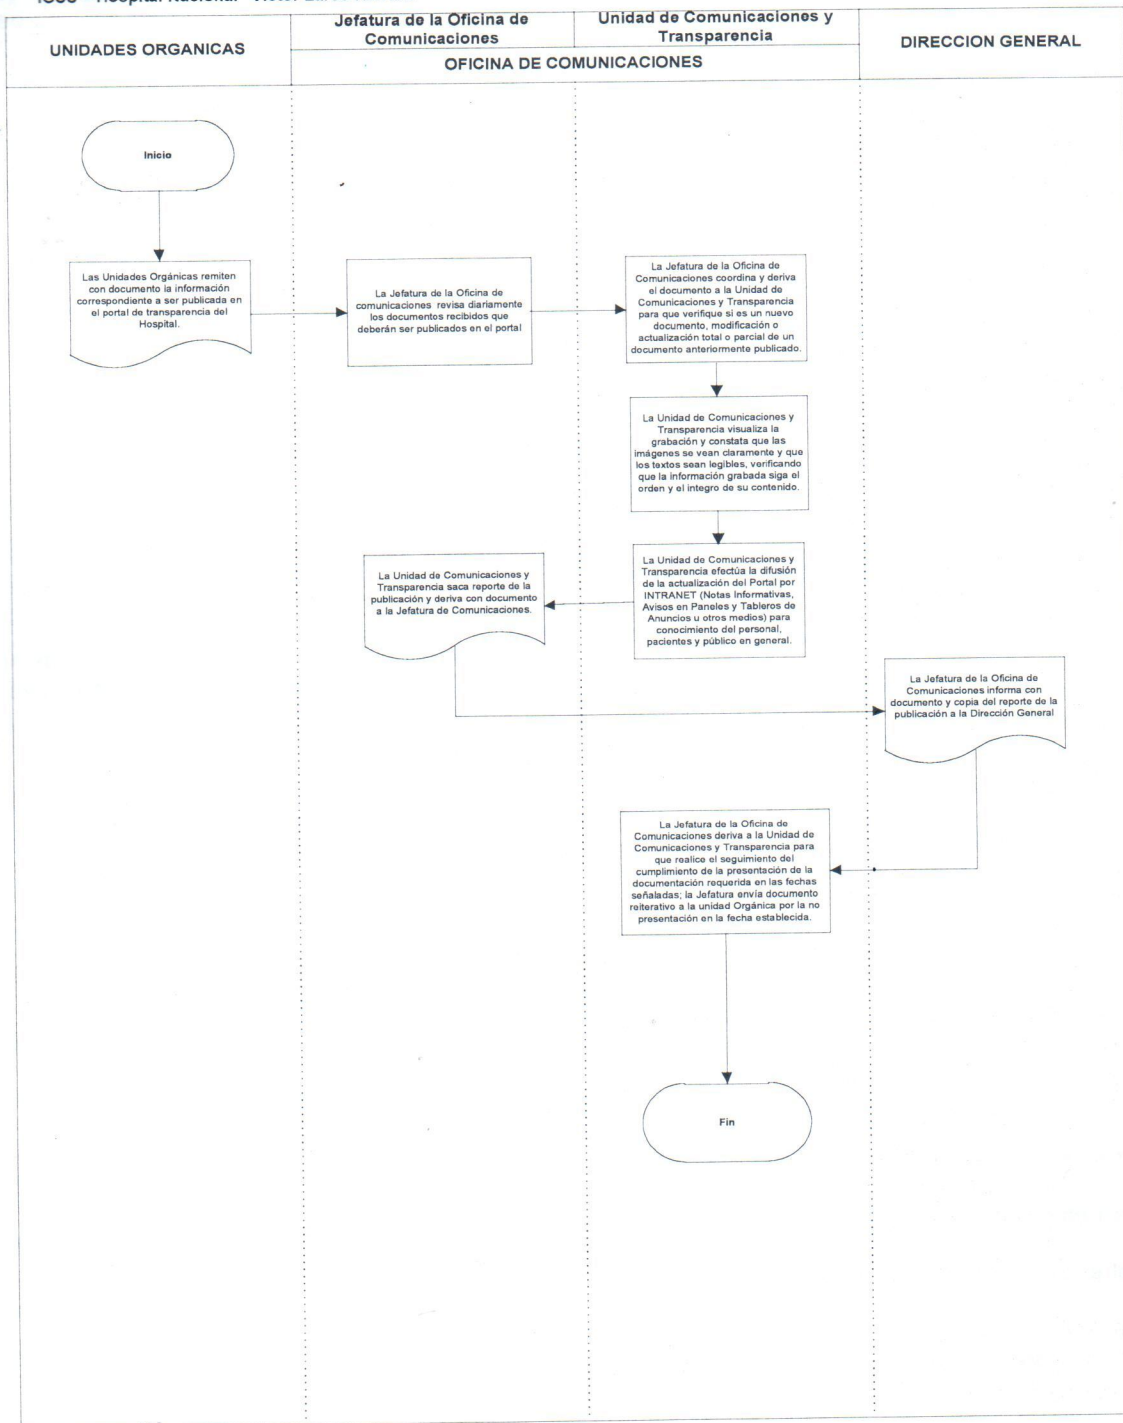 Hospital Nacional
Jefatura de la Oficina de
Comunicaciones
Unidad de Comunicaciones y
Transparencia
UNIDADES ORGANICAS
OFICINA DE COMUNICACIONES
DIRECCION GENERAL
Inicio
Las Unidades Orgánicas remiten
con documento la información
correspondiente a ser publicada en
el portal de transparencia del
Hospital.
La Jefatura de la Oficina de
comunicaciones revisa diariamente
los documentos recibidos que
deberán ser publicados en el portal
La Jefatura de la Oficina de
Comunicaciones coordina y deriva
el documento a la Unidad de
Comunicaciones y Transparencia
para que verifique si es un nuevo
documento, modificación o
actualización total o parcial de un
documento anteriormente publicado.
La Unidad de Comunicaciones y
Transparencia visualiza la
grabación y constata que las
imágenes se vean claramente y que
los textos sean legibles, verificando
que la información grabada siga el
orden y el integro de su contenido.
La Unidad de Comunicaciones y
Transparencia efectúa la difusión
de la actualización del Portal por
INTRANET (Notas Informativas,
Avisos en Paneles y Tableros de
Anuncios u otros medios) para
conocimiento del personal,
pacientes y público en general.
La Unidad de Comunicaciones y
Transparencia saca reporte de la
publicación y deriva con documento
a la Jefatura de Comunicaciones.
La Jefatura de la Oficina de
Comunicaciones informa con
documento y copia del reporte de la
publicación a la Dirección General
La Jefatura de la Oficina de
Comunicaciones deriva a la Unidad de
Comunicaciones y Transparencia para
que realice el seguimiento del
cumplimiento de la presentación de la
documentación requerida en las fechas
señaladas; la Jefatura envía documento
reiterativo a la unidad Orgánica por la no
presentación en la fecha establecida.
Fin